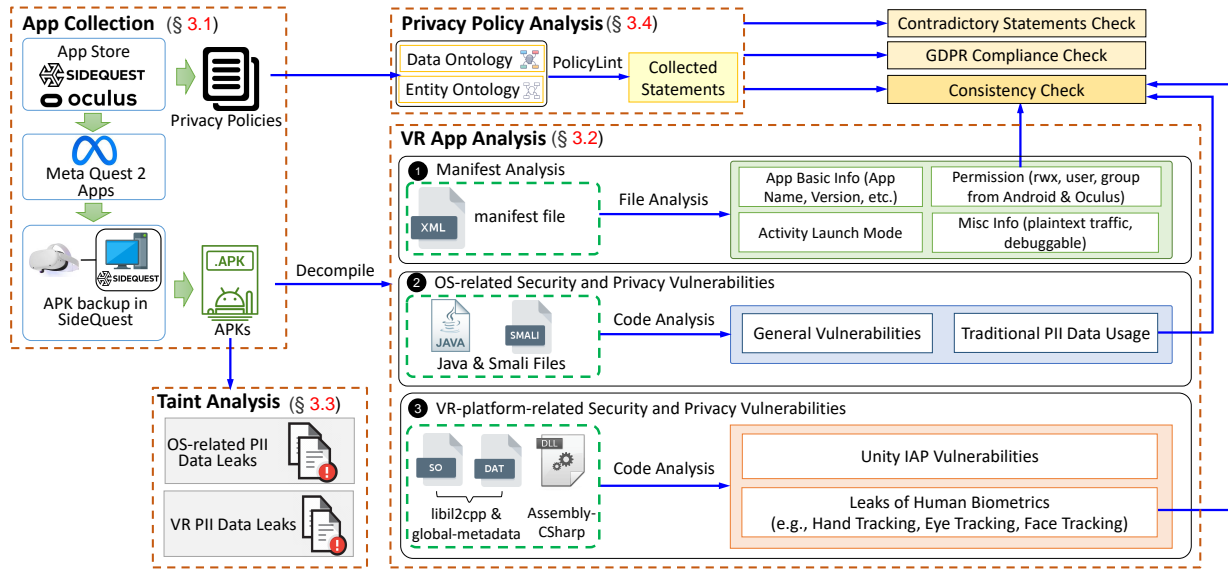 App Collection (§ 3.1)
App Store
SIDEQUEST
oculus
Privacy Policies
Meta Quest 2
Apps
SIDEQUEST
APK backup in
SideQuest
.APK
APKs
Decompile
Taint Analysis (§ 3.3)
OS-related PII
Data Leaks
VR PII Data Leaks
Privacy Policy Analysis(§ 3.4)
Data Ontology
Entity Ontology
PolicyLint
Collected
Statements
Contradictory Statements Check
GDPR Compliance Check
Consistency Check
VR App Analysis (§ 3.2)
1 Manifest Analysis
XML
manifest file
File Analysis
App Basic Info (App
Name, Version, etc.)
Permission (rwx, user, group
from Android & Oculus)
Activity Launch Mode
Misc Info (plaintext traffic,
debuggable)
2 OS-related Security and Privacy Vulnerabilities
JAVA
SMALI
Java & Smali Files
Code Analysis
General Vulnerabilities
Traditional PII Data Usage
3 VR-platform-related Security and Privacy Vulnerabilities
SO
DAT
DLL
libil2cpp &
global-metadata
Assembly-
CSharp
Code Analysis
Unity IAP Vulnerabilities
Leaks of Human Biometrics
(e.g., Hand Tracking, Eye Tracking, Face Tracking)